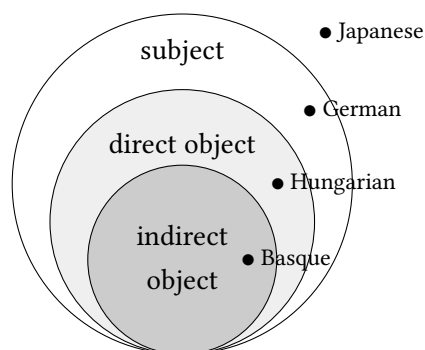 Japanese
subject
German
direct object
Hungarian
indirect
object
Basque